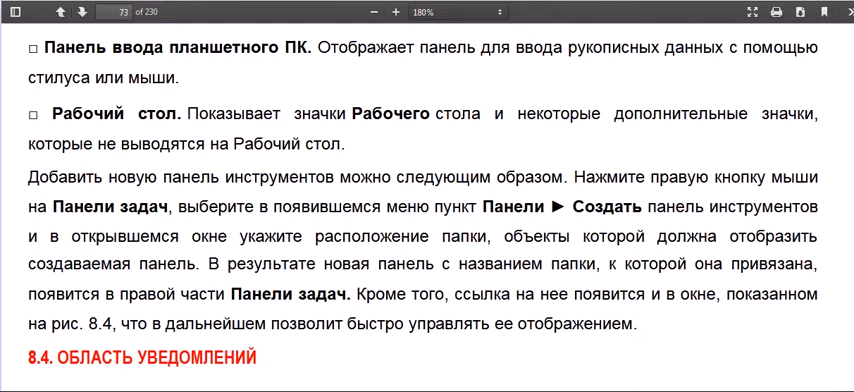 73 of 230 180%
□ Панель ввода планшетного ПК. Отображает панель для ввода рукописных данных с помощью
стилуса или мыши.
□ Рабочий стол. Показывает значки Рабочего стола и некоторые дополнительные значки,
которые не выводятся на Рабочий стол.
Добавить новую панель инструментов можно следующим образом. Нажмите правую кнопку мыши
на Панели задач, выберите в появившемся меню пункт Панели ► Создать панель инструментов
и в открывшемся окне укажите расположение папки, объекты которой должна отобразить
создаваемая панель. В результате новая панель с названием папки, к которой она привязана,
появится в правой части Панели задач. Кроме того, ссылка на нее появится и в окне, показанном
на рис. 8.4, что в дальнейшем позволит быстро управлять ее отображением.
8.4. ОБЛАСТЬ УВЕДОМЛЕНИЙ